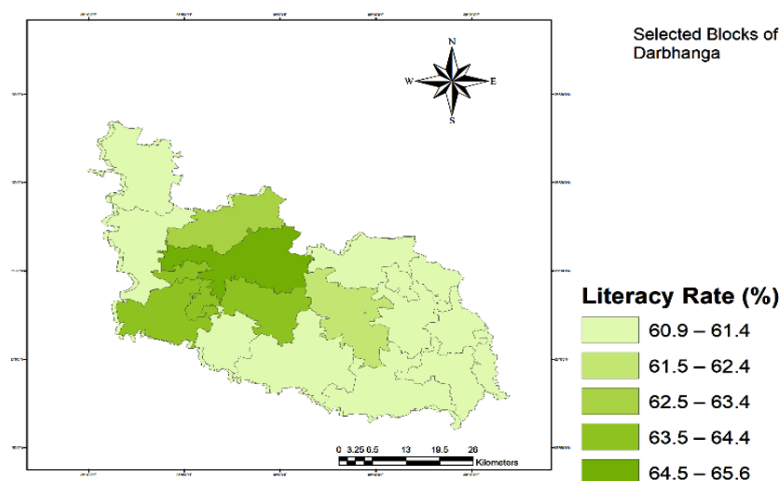 Selected Blocks of
Darbhanga
N
W
E
S
0 3.25 6.5 13 19.5 26
Kilometers
Literacy Rate (%)
60.9 – 61.4
61.5 – 62.4
62.5 – 63.4
63.5 – 64.4
64.5 – 65.6